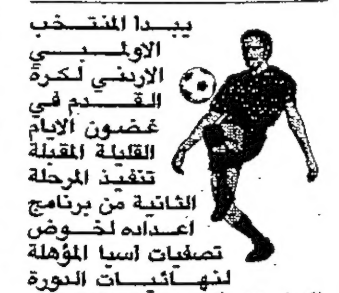 يبدا المنتخب
الاولمبي
الاردني لكرة
القدم في
غضون الايام
القليلة المقبلة
تنفيذ المرحلة
الثانية من برنامج
اعداده لخوض
تصفيات اسيا المؤهلة
لنهائيات الدورة